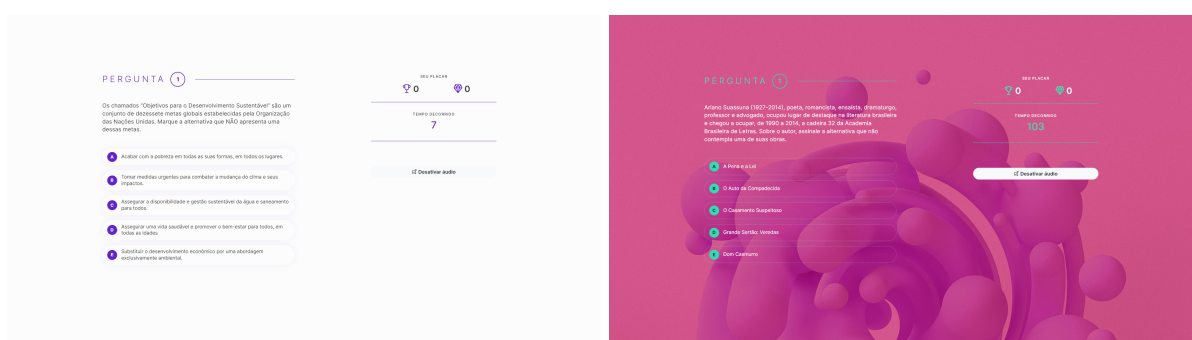 PERGUNTA 1
Os chamados "Objetivos para o Desenvolvimento Sustentável" são um
conjunto de dezessete metas globais estabelecidas pela Organização
das Nações Unidas. Marque a alternativa que NÃO apresenta uma
dessas metas.
A Acabar com a pobreza em todas as suas formas, em todos os lugares.
B Tomar medidas urgentes para combater a mudança do clima e seus
impactos.
C Assegurar a disponibilidade e gestão sustentável da água e saneamento
para todos.
D Assegurar uma vida saudável e promover o bem-estar para todos, em
todas as idades
E Substituir o desenvolvimento econômico por uma abordagem
exclusivamente ambiental.
SEU PLACAR
0 0
TEMPO DECORRIDO
7
Desativar áudio
PERGUNTA 1
Ariano Suassuna (1927-2014), poeta, romancista, ensaísta, dramaturgo,
professor e advogado, ocupou lugar de destaque na literatura brasileira
e chegou a ocupar, de 1990 a 2014, a cadeira 32 da Academia
Brasileira de Letras. Sobre o autor, assinale a alternativa que não
contempla uma de suas obras.
A A Pena e a Lei
B O Auto da Compadecida
C O Casamento Suspeitoso
D Grande Sertão: Veredas
E Dom Casmurro
SEU PLACAR
0 0
TEMPO DECORRIDO
103
Desativar áudio